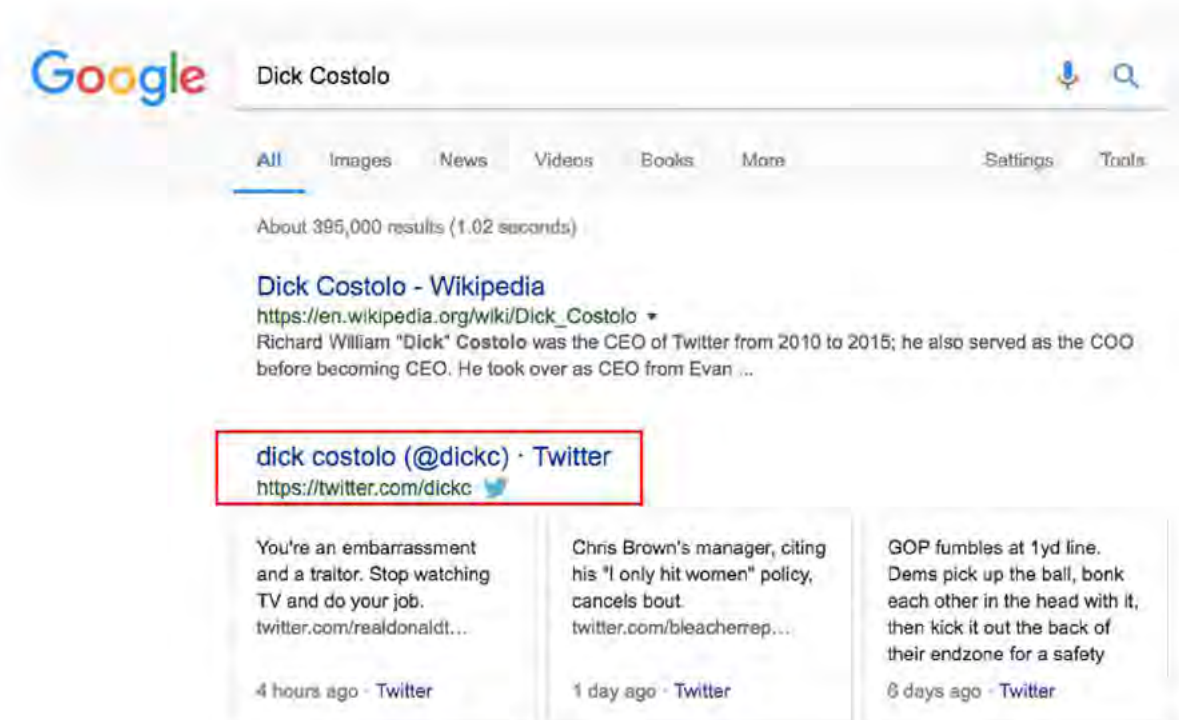 Google Dick Costolo
All Images News Videos Books More Settings Tools
About 395,000 results (1.02 seconds)
Dick Costolo - Wikipedia
https://en.wikipedia.org/wiki/Dick_Costolo
Richard William "Dick" Costolo was the CEO of Twitter from 2010 to 2015; he also served as the COO
before becoming CEO. He took over as CEO from Evan ...
dick costolo (@dickc) · Twitter
https://twitter.com/dickc
You're an embarrassment
and a traitor. Stop watching
TV and do your job.
twitter.com/realdonaldt...
4 hours ago · Twitter
Chris Brown's manager, citing
his "I only hit women" policy,
cancels bout
twitter.com/bleacherrep...
1 day ago · Twitter
GOP fumbles at 1yd line.
Dems pick up the ball, bonk
each other in the head with it,
then kick it out the back of
their endzone for a safety
6 days ago · Twitter